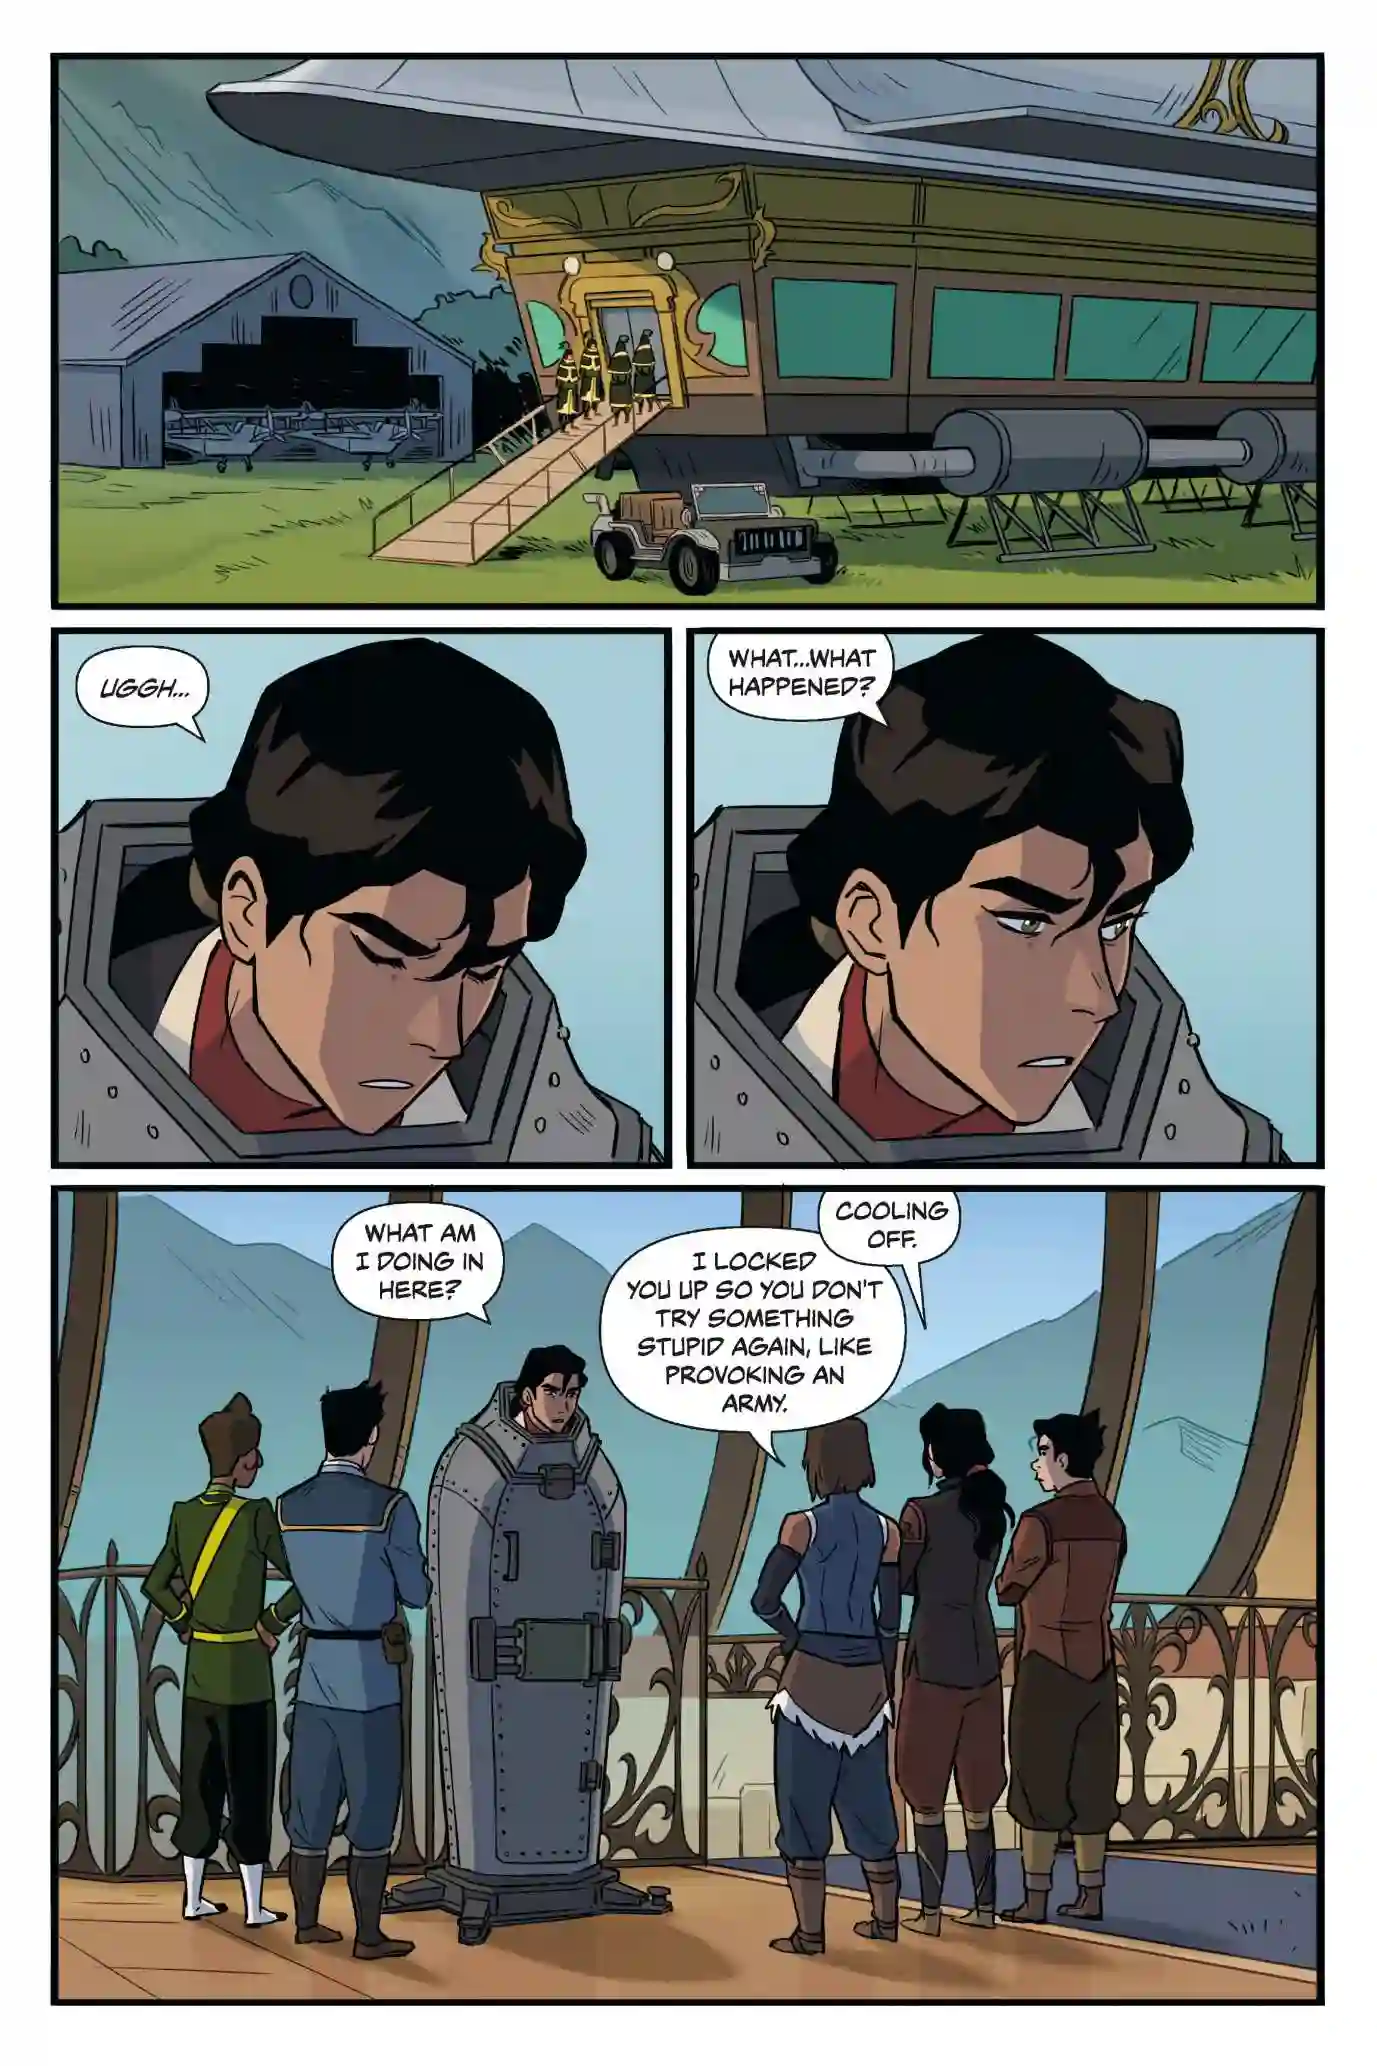 UGGH...
WHAT...WHAT
HAPPENED?
WHAT AM
I DOING IN
HERE?
COOLING
OFF.
I LOCKED
YOU UP SO YOU DON'T
TRY SOMETHING
STUPID AGAIN, LIKE
PROVOKING AN
ARMY.